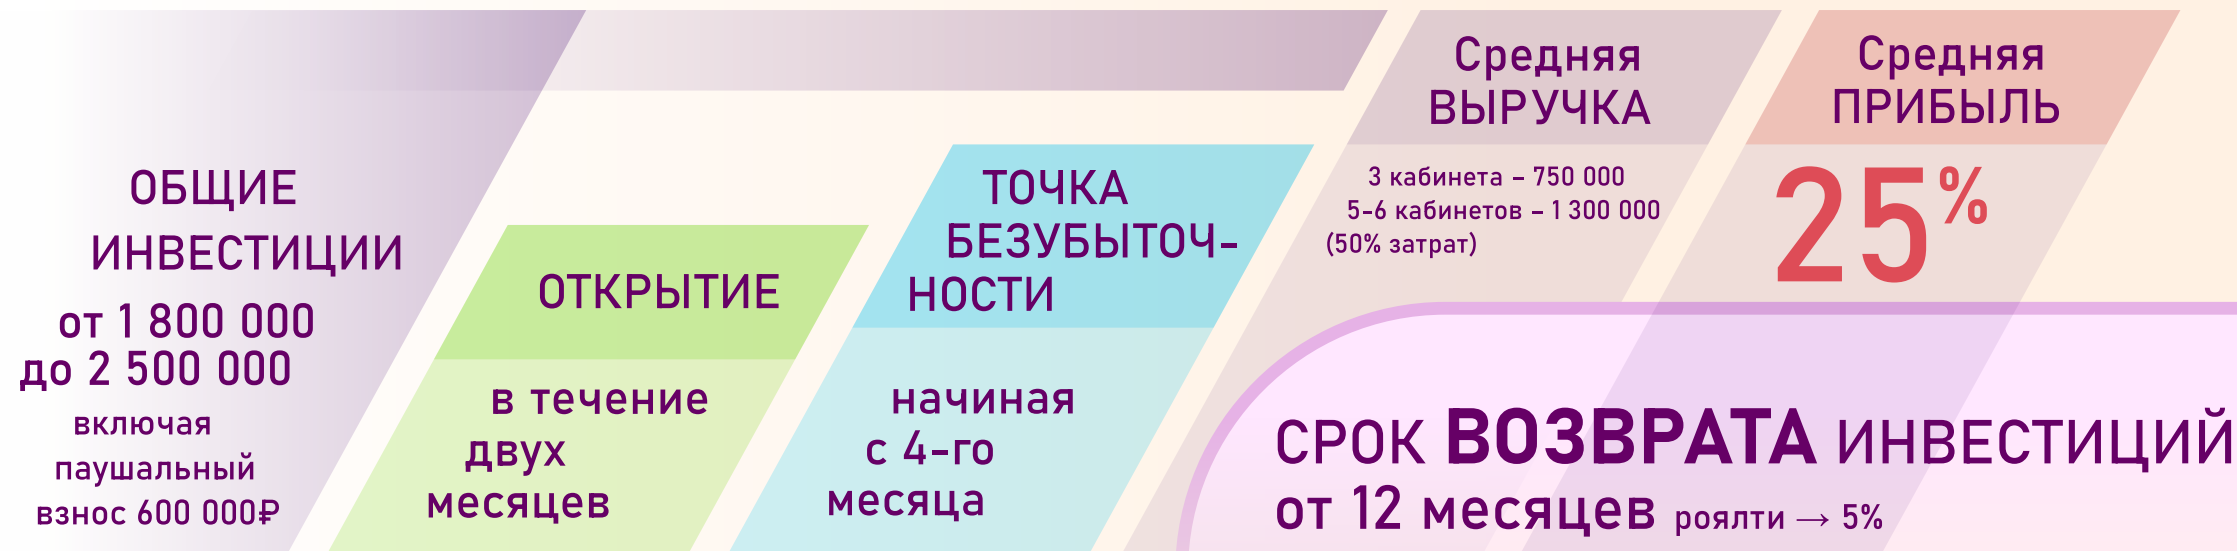 ОБЩИЕ
ИНВЕСТИЦИИ
от 1 800 000
до 2 500 000
включая
паушальный
взнос 600 000₽
ОТКРЫТИЕ
в течение
двух
месяцев
ТОЧКА
БЕЗУБЫТОЧ-
НОСТИ
начиная
с 4-го
месяца
Средняя
ВЫРУЧКА
3 кабинета – 750 000
5-6 кабинетов – 1 300 000
(50% затрат)
Средняя
ПРИБЫЛЬ
25%
СРОК ВОЗВРАТА ИНВЕСТИЦИЙ
от 12 месяцев роялти → 5%